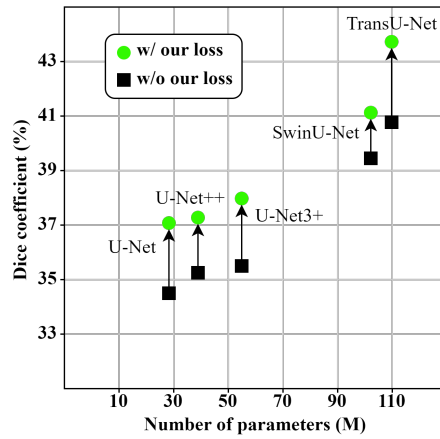 TransU-Net
w/ our loss
w/o our loss
43
41
SwinU-Net
39
U-Net++
37
U-Net3+
U-Net
35
33
Dice coefficient (%)
10 30 50 70 90 110
Number of parameters (M)